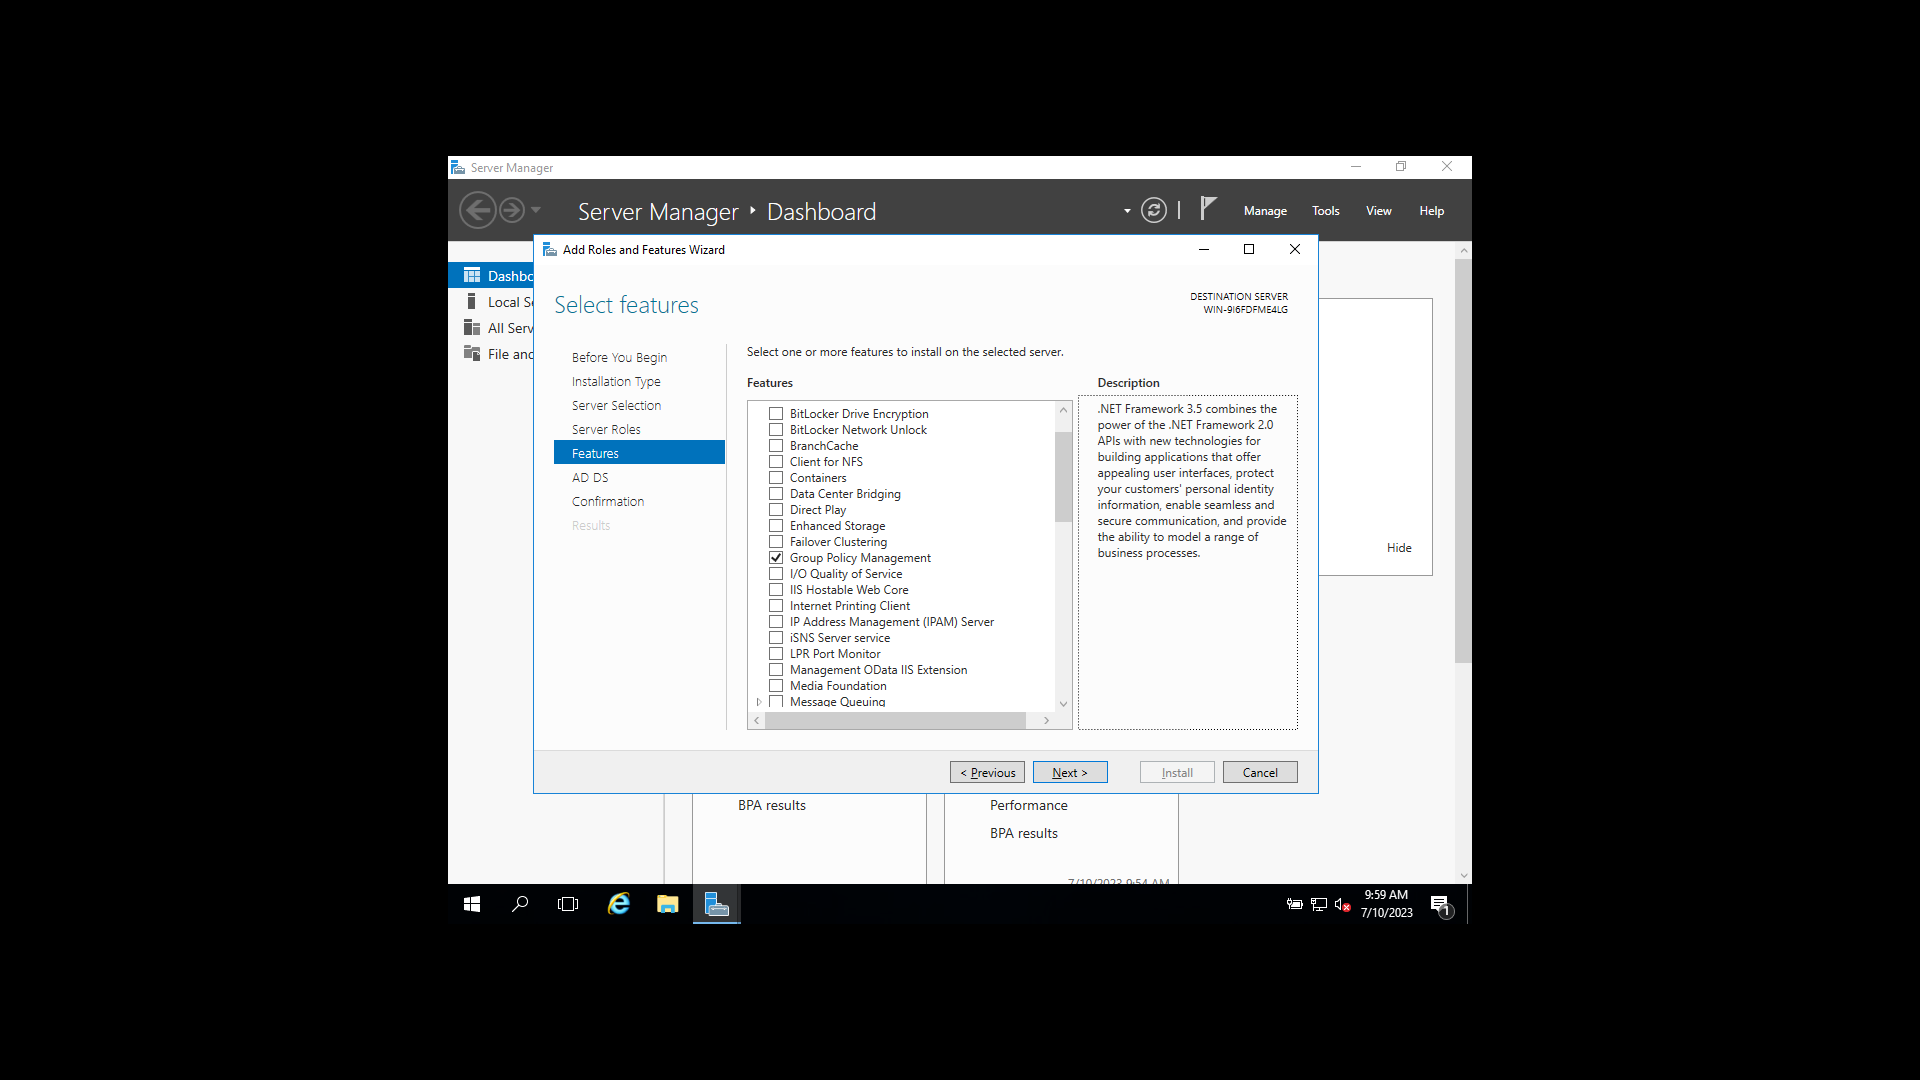 Server Manager
Server Manager ‣ Dashboard
Manage
Tools
View
Help
Add Roles and Features Wizard
Dashbo
Local Se
All Serv
File and
Select features
DESTINATION SERVER
WIN-9I6FDFME4LG
Before You Begin
Installation Type
Server Selection
Server Roles
Features
AD DS
Confirmation
Results
Select one or more features to install on the selected server.
Features
BitLocker Drive Encryption
BitLocker Network Unlock
BranchCache
Client for NFS
Containers
Data Center Bridging
Direct Play
Enhanced Storage
Failover Clustering
Group Policy Management
I/O Quality of Service
IIS Hostable Web Core
Internet Printing Client
IP Address Management (IPAM) Server
iSNS Server service
LPR Port Monitor
Management OData IIS Extension
Media Foundation
Message Queuing
Description
.NET Framework 3.5 combines the
power of the .NET Framework 2.0
APIs with new technologies for
building applications that offer
appealing user interfaces, protect
your customers' personal identity
information, enable seamless and
secure communication, and provide
the ability to model a range of
business processes.
Hide
< Previous
Next >
Install
Cancel
BPA results
Performance
BPA results
7/10/2023 9:54 AM
9:59 AM
7/10/2023
1